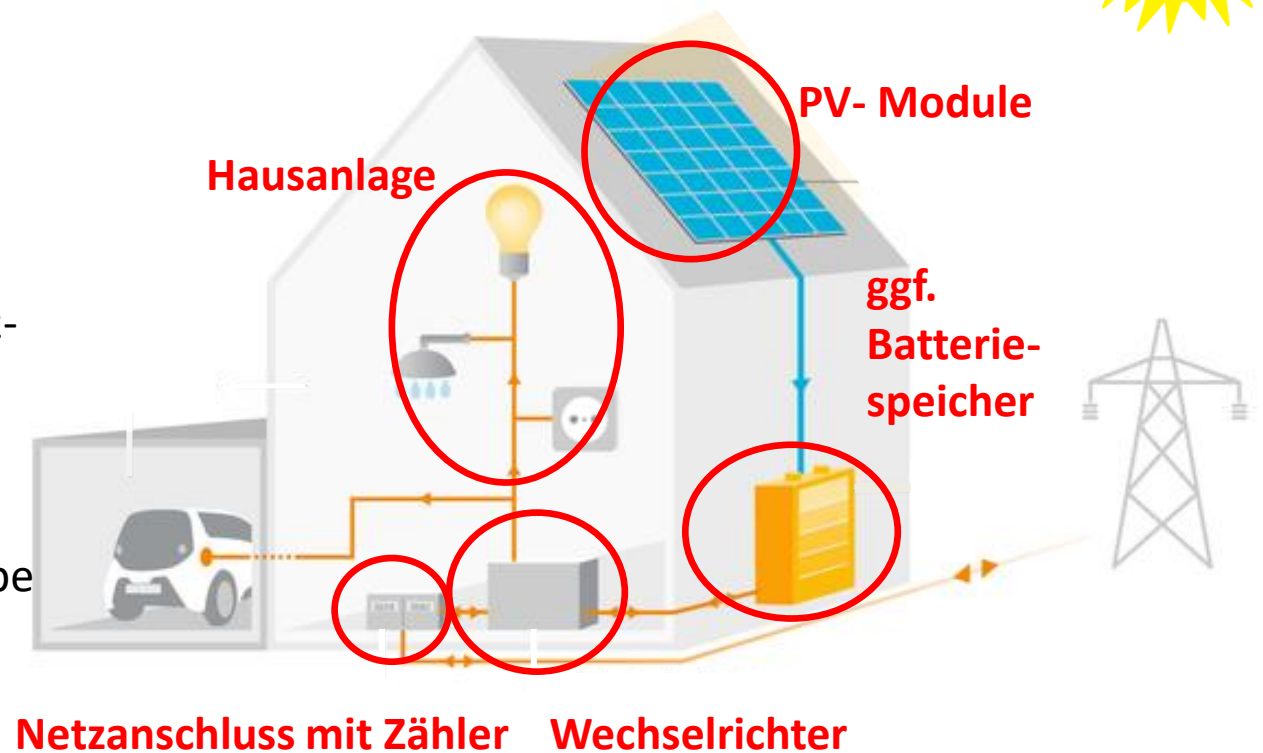 PV- Module
Hausanlage
ggf.
Batterie-
speicher
Netzanschluss mit Zähler
Wechselrichter